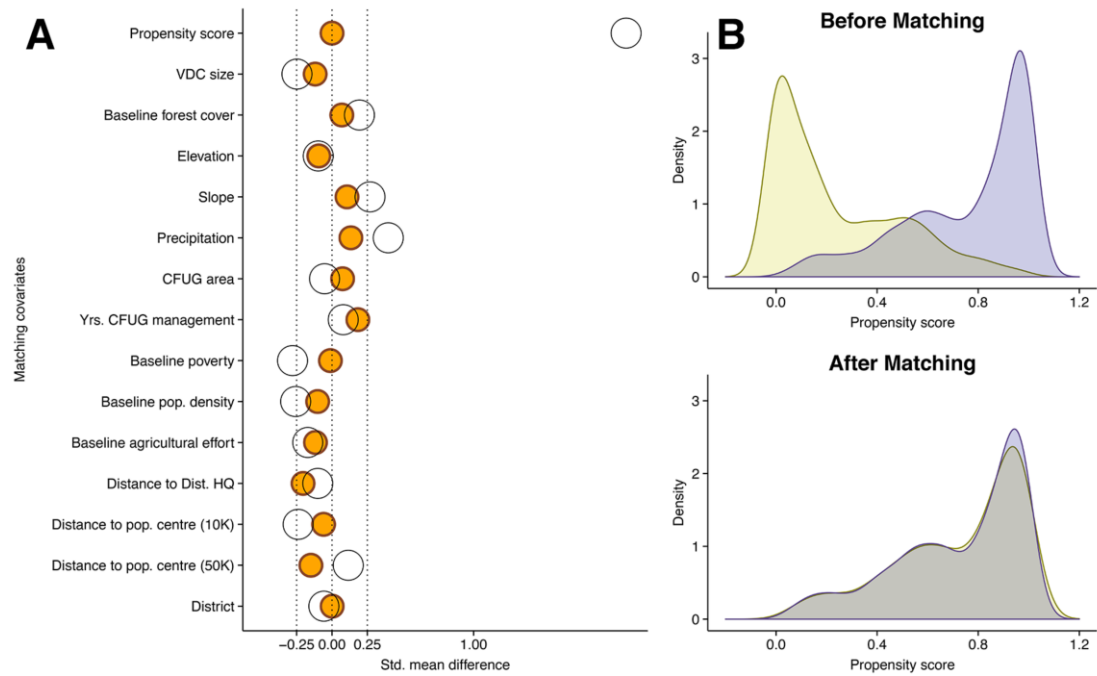 A
Matching covariates
Propensity score
VDC size
Baseline forest cover
Elevation
Slope
Precipitation
CFUG area
Yrs. CFUG management
Baseline poverty
Baseline pop. density
Baseline agricultural effort
Distance to Dist. HQ
Distance to pop. centre (10K)
Distance to pop. centre (50K)
District
−0.25 0.00 0.25 1.00
Std. mean difference
B
Before Matching
Density
3
2
1
0
0.0 0.4 0.8 1.2
Propensity score
After Matching
Density
3
2
1
0
0.0 0.4 0.8 1.2
Propensity score